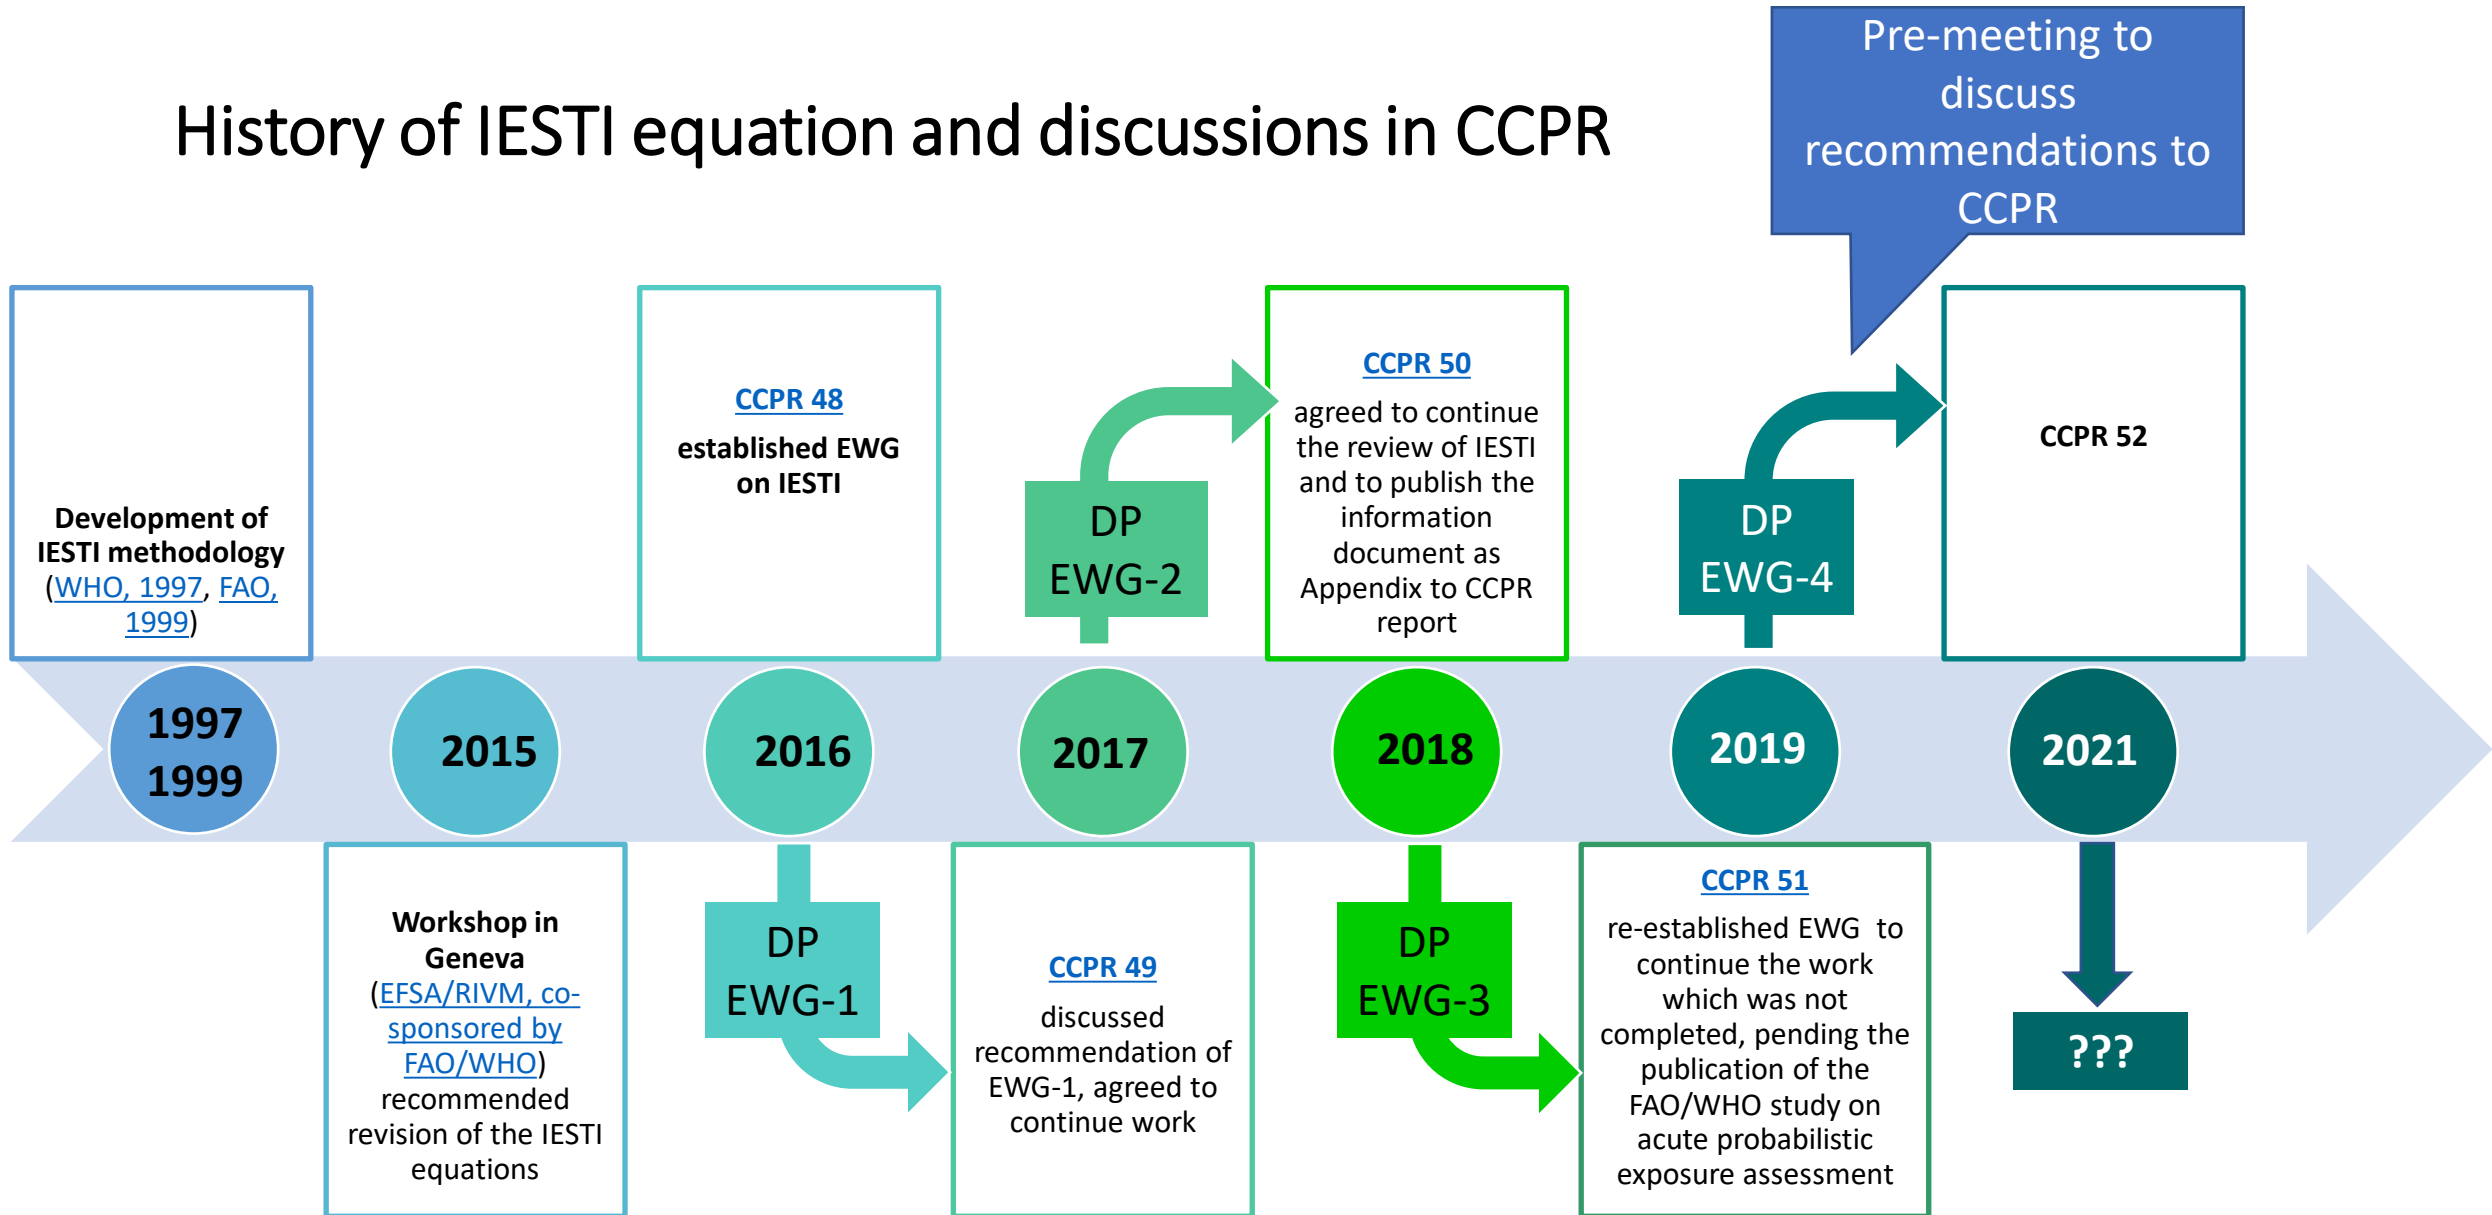 History of IESTI equation and discussions in CCPR
Pre-meeting to
discuss
recommendations to
CCPR
Development of
IESTI methodology
(WHO, 1997, FAO,
1999)
CCPR 48
established EWG
on IESTI
DP
EWG-2
CCPR 50
agreed to continue
the review of IESTI
and to publish the
information
document as
Appendix to CCPR
report
DP
EWG-4
CCPR 52
1997
1999
2015
2016
2017
2018
2019
2021
Workshop in
Geneva
(EFSA/RIVM, co-
sponsored by
FAO/WHO)
recommended
revision of the IESTI
equations
DP
EWG-1
CCPR 49
discussed
recommendation of
EWG-1, agreed to
continue work
DP
EWG-3
CCPR 51
re-established EWG to
continue the work
which was not
completed, pending the
publication of the
FAO/WHO study on
acute probabilistic
exposure assessment
???